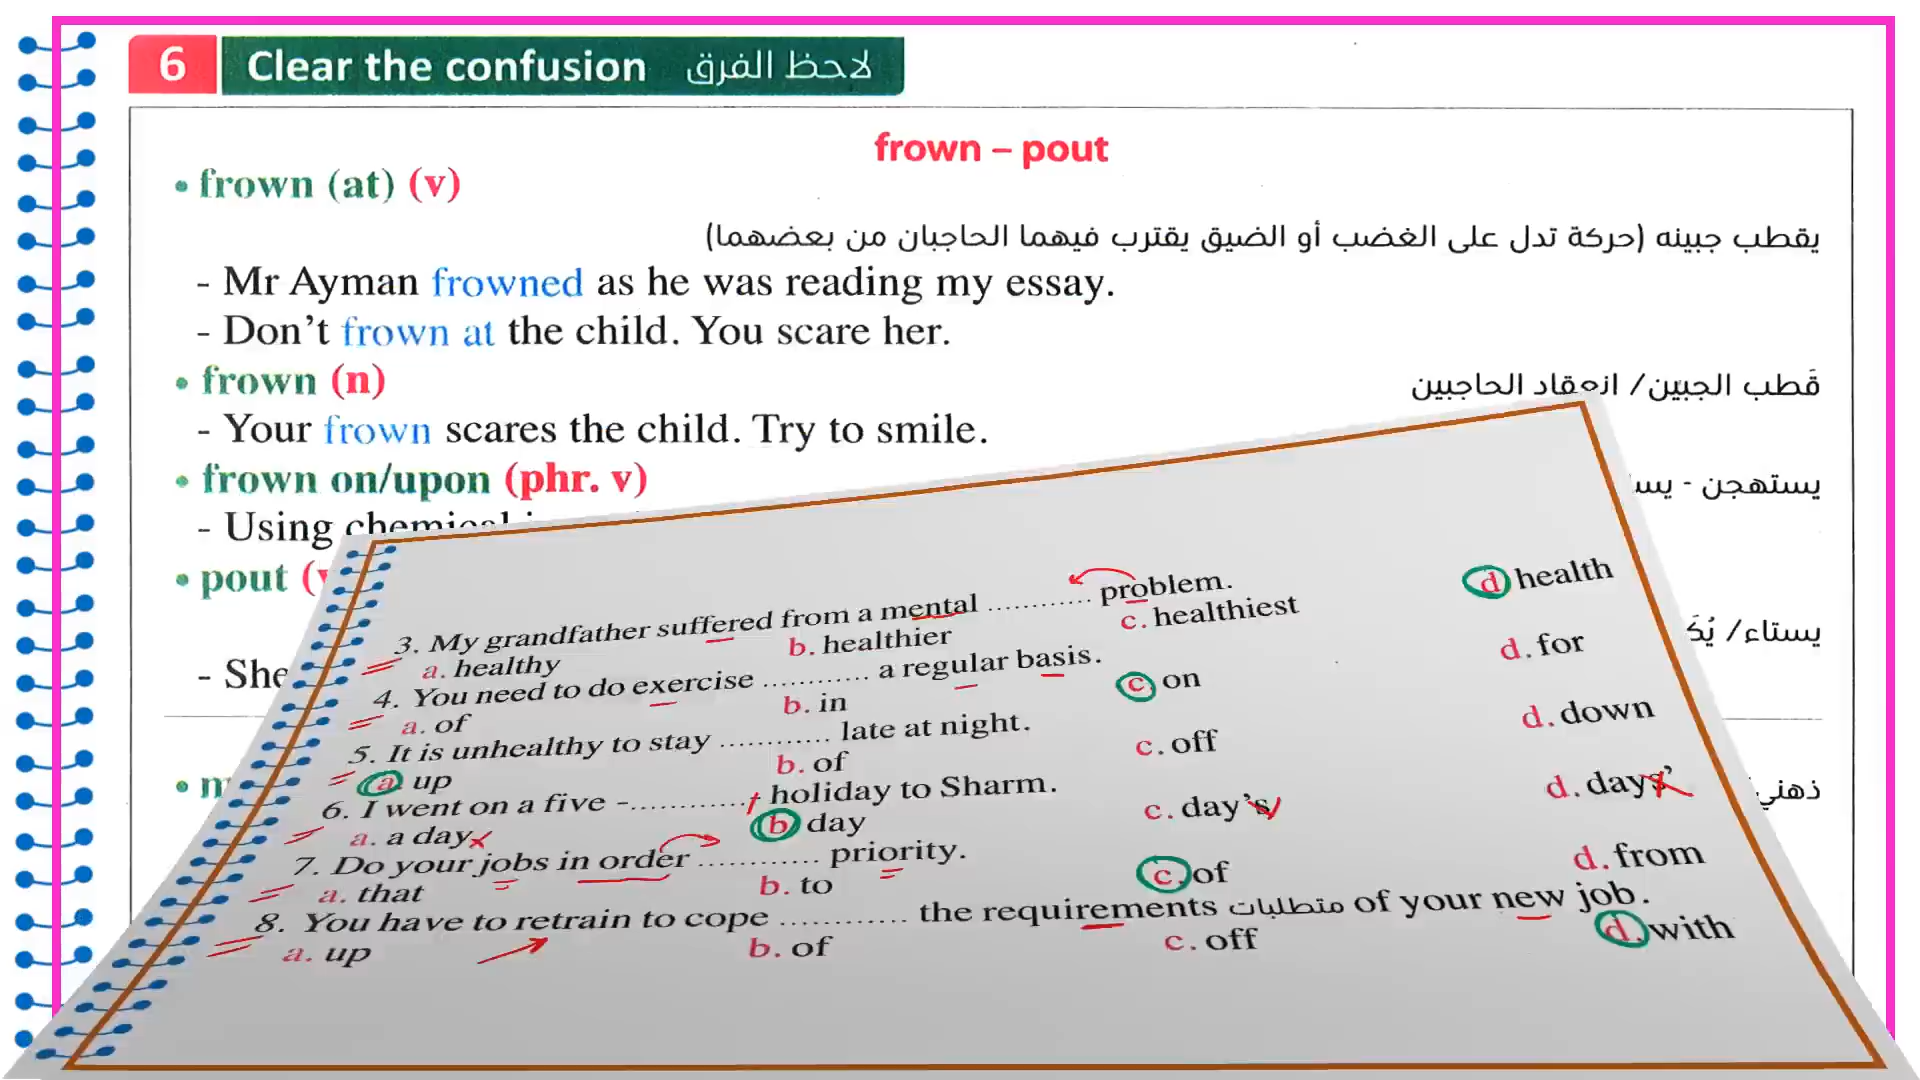 6 Clear the confusion لاحظ الفرق
frown – pout
• frown (at) (v)
يقطب جبينه (حركة تدل على الغضب أو الضيق يقترب فيهما الحاجبان من بعضهما)
- Mr Ayman frowned as he was reading my essay.
- Don’t frown at the child. You scare her.
• frown (n) قَطب الجبين/ انعقاد الحاجبين
- Your frown scares the child. Try to smile.
• frown on/upon (phr. v) يستهجن -
- Using chemical
• pout
يستاء/
- She
ذهني
3. My grandfather suffered from a mental ............ problem.
a. healthy b. healthier c. healthiest d. health
4. You need to do exercise ............ a regular basis.
a. of b. in c. on d. for
5. It is unhealthy to stay ............ late at night.
a. up b. of c. off d. down
6. I went on a five -............ holiday to Sharm.
a. a day b. day c. day’s d. days’
7. Do your jobs in order ............ priority.
a. that b. to c. of d. from
8. You have to retrain to cope ............ the requirements متطلبات of your new job.
a. up b. of c. off d. with